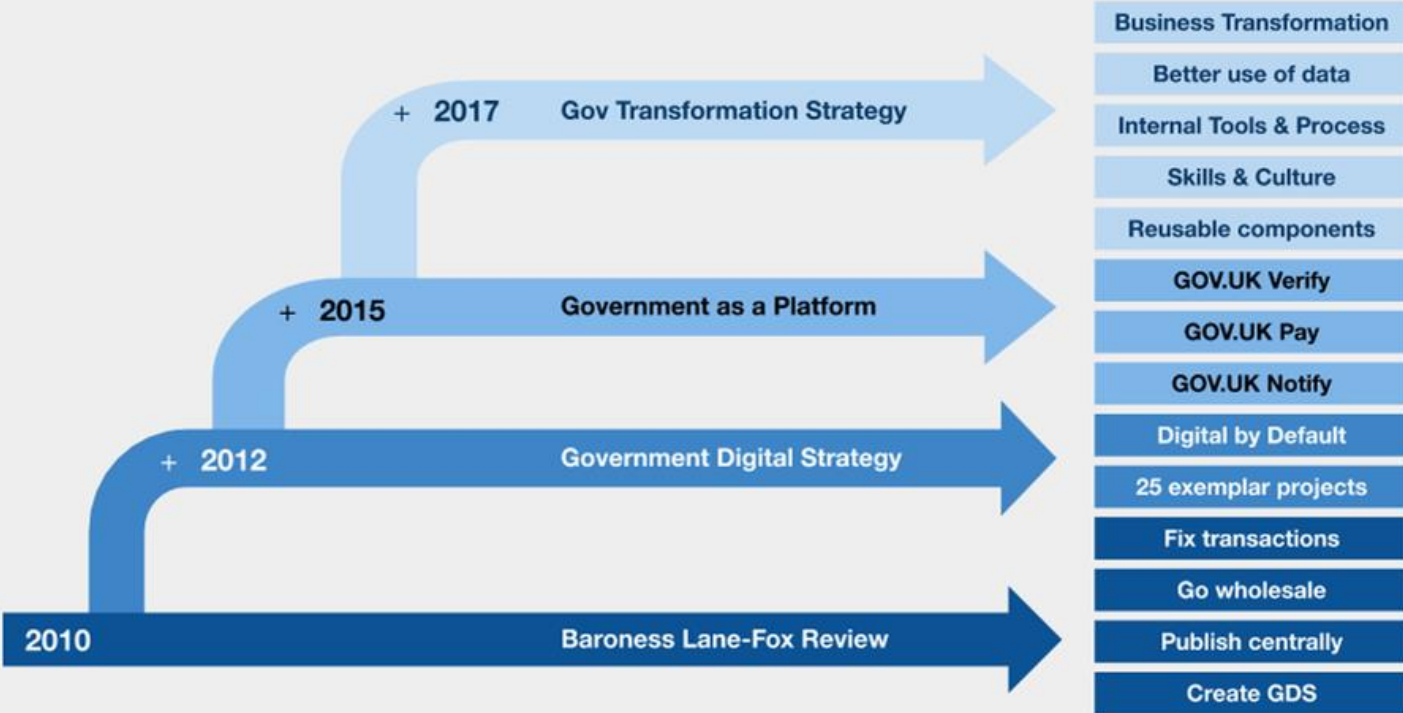 + 2017 Gov Transformation Strategy
+ 2015 Government as a Platform
+ 2012 Government Digital Strategy
2010 Baroness Lane-Fox Review
Business Transformation
Better use of data
Internal Tools & Process
Skills & Culture
Reusable components
GOV.UK Verify
GOV.UK Pay
GOV.UK Notify
Digital by Default
25 exemplar projects
Fix transactions
Go wholesale
Publish centrally
Create GDS